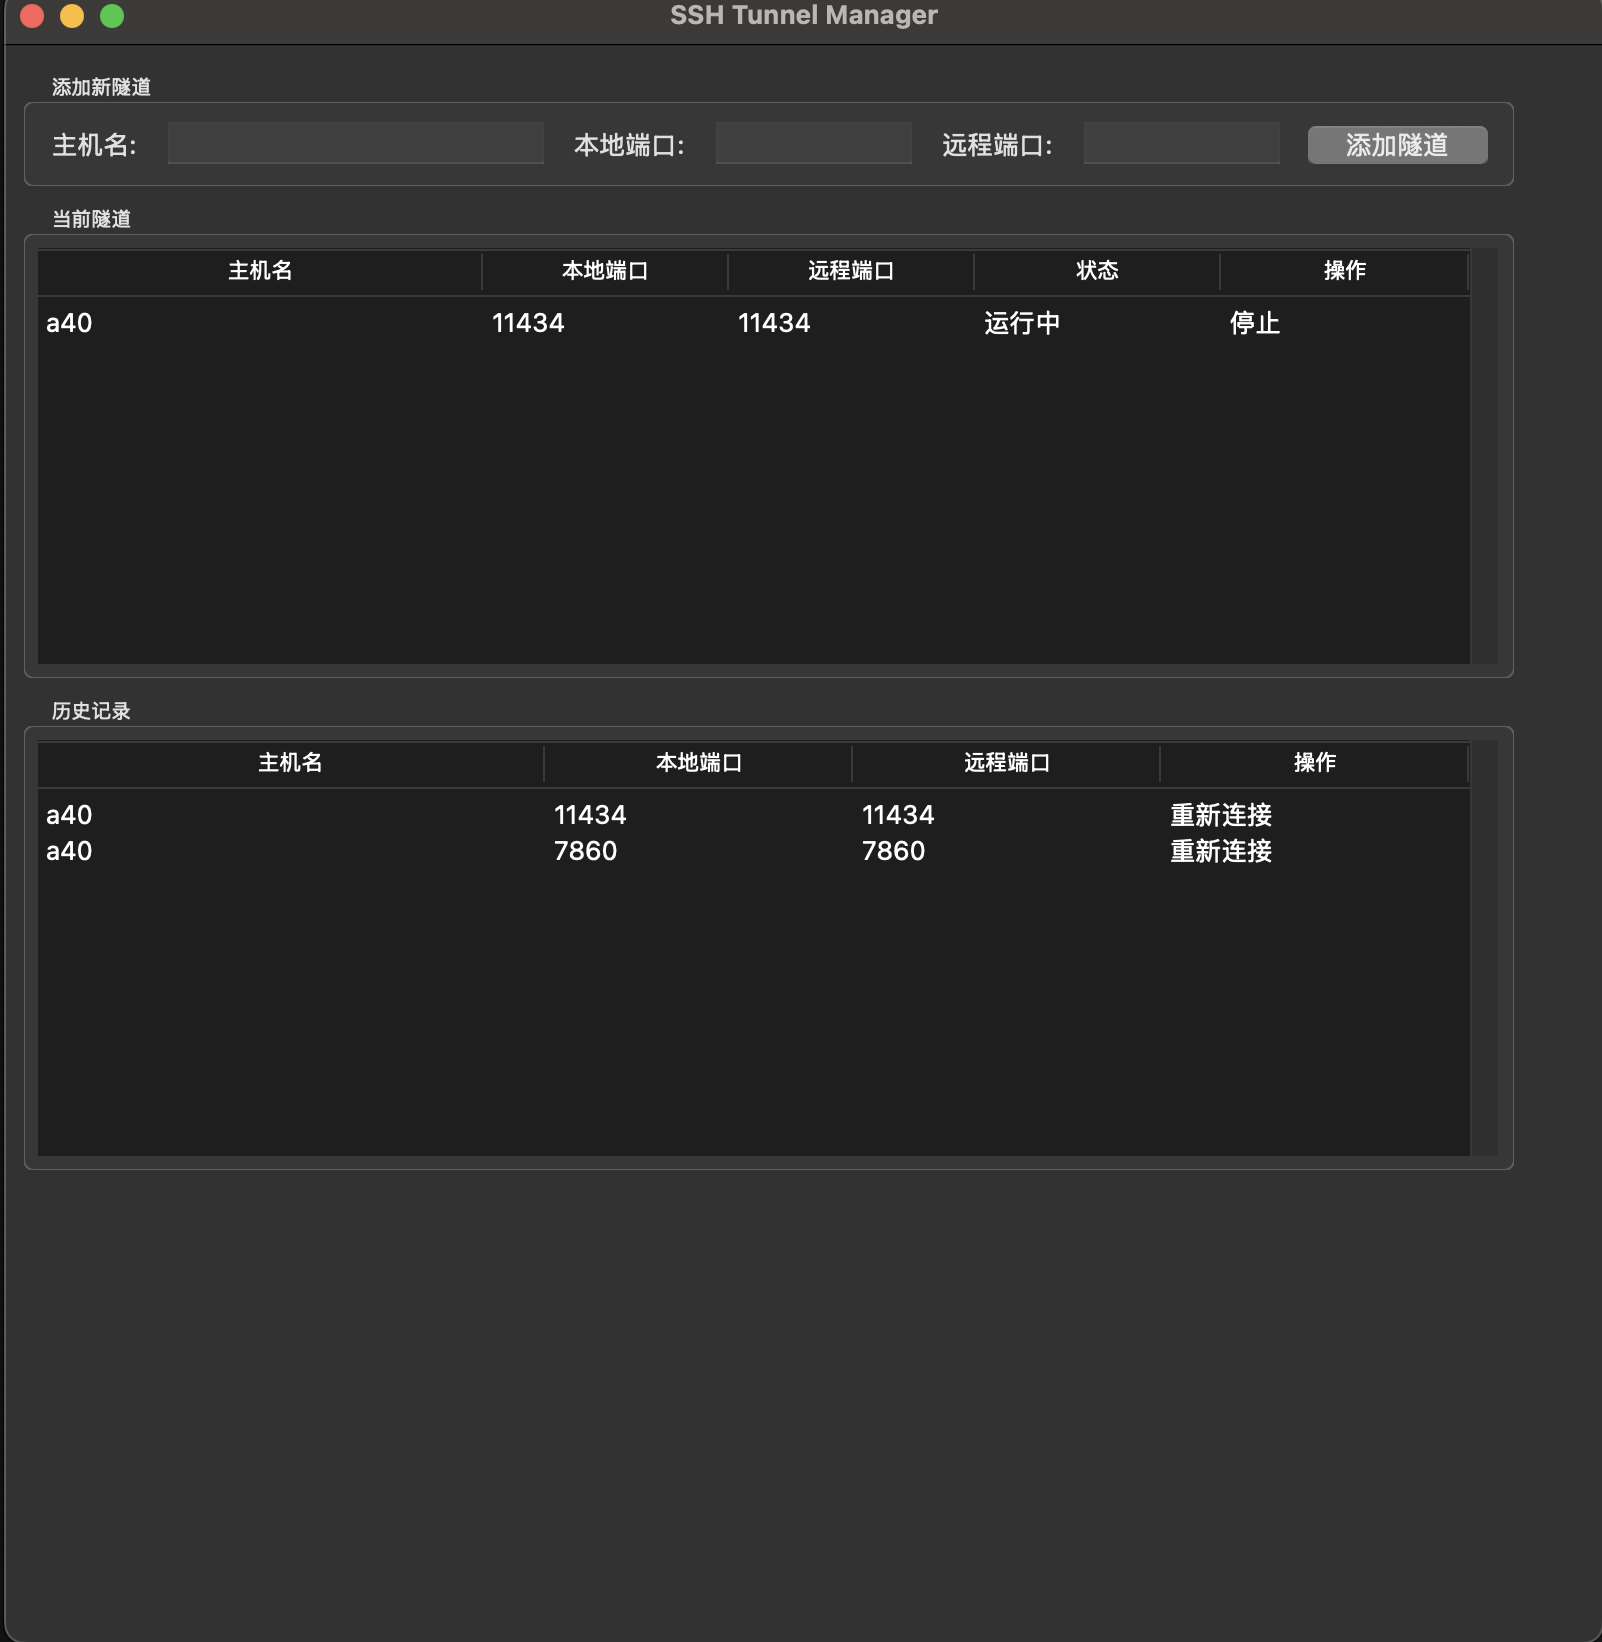 SSH Tunnel Manager
添加新隧道
主机名: 本地端口: 远程端口: 添加隧道
当前隧道
主机名 本地端口 远程端口 状态 操作
a40 11434 11434 运行中 停止
历史记录
主机名 本地端口 远程端口 操作
a40 11434 11434 重新连接
a40 7860 7860 重新连接